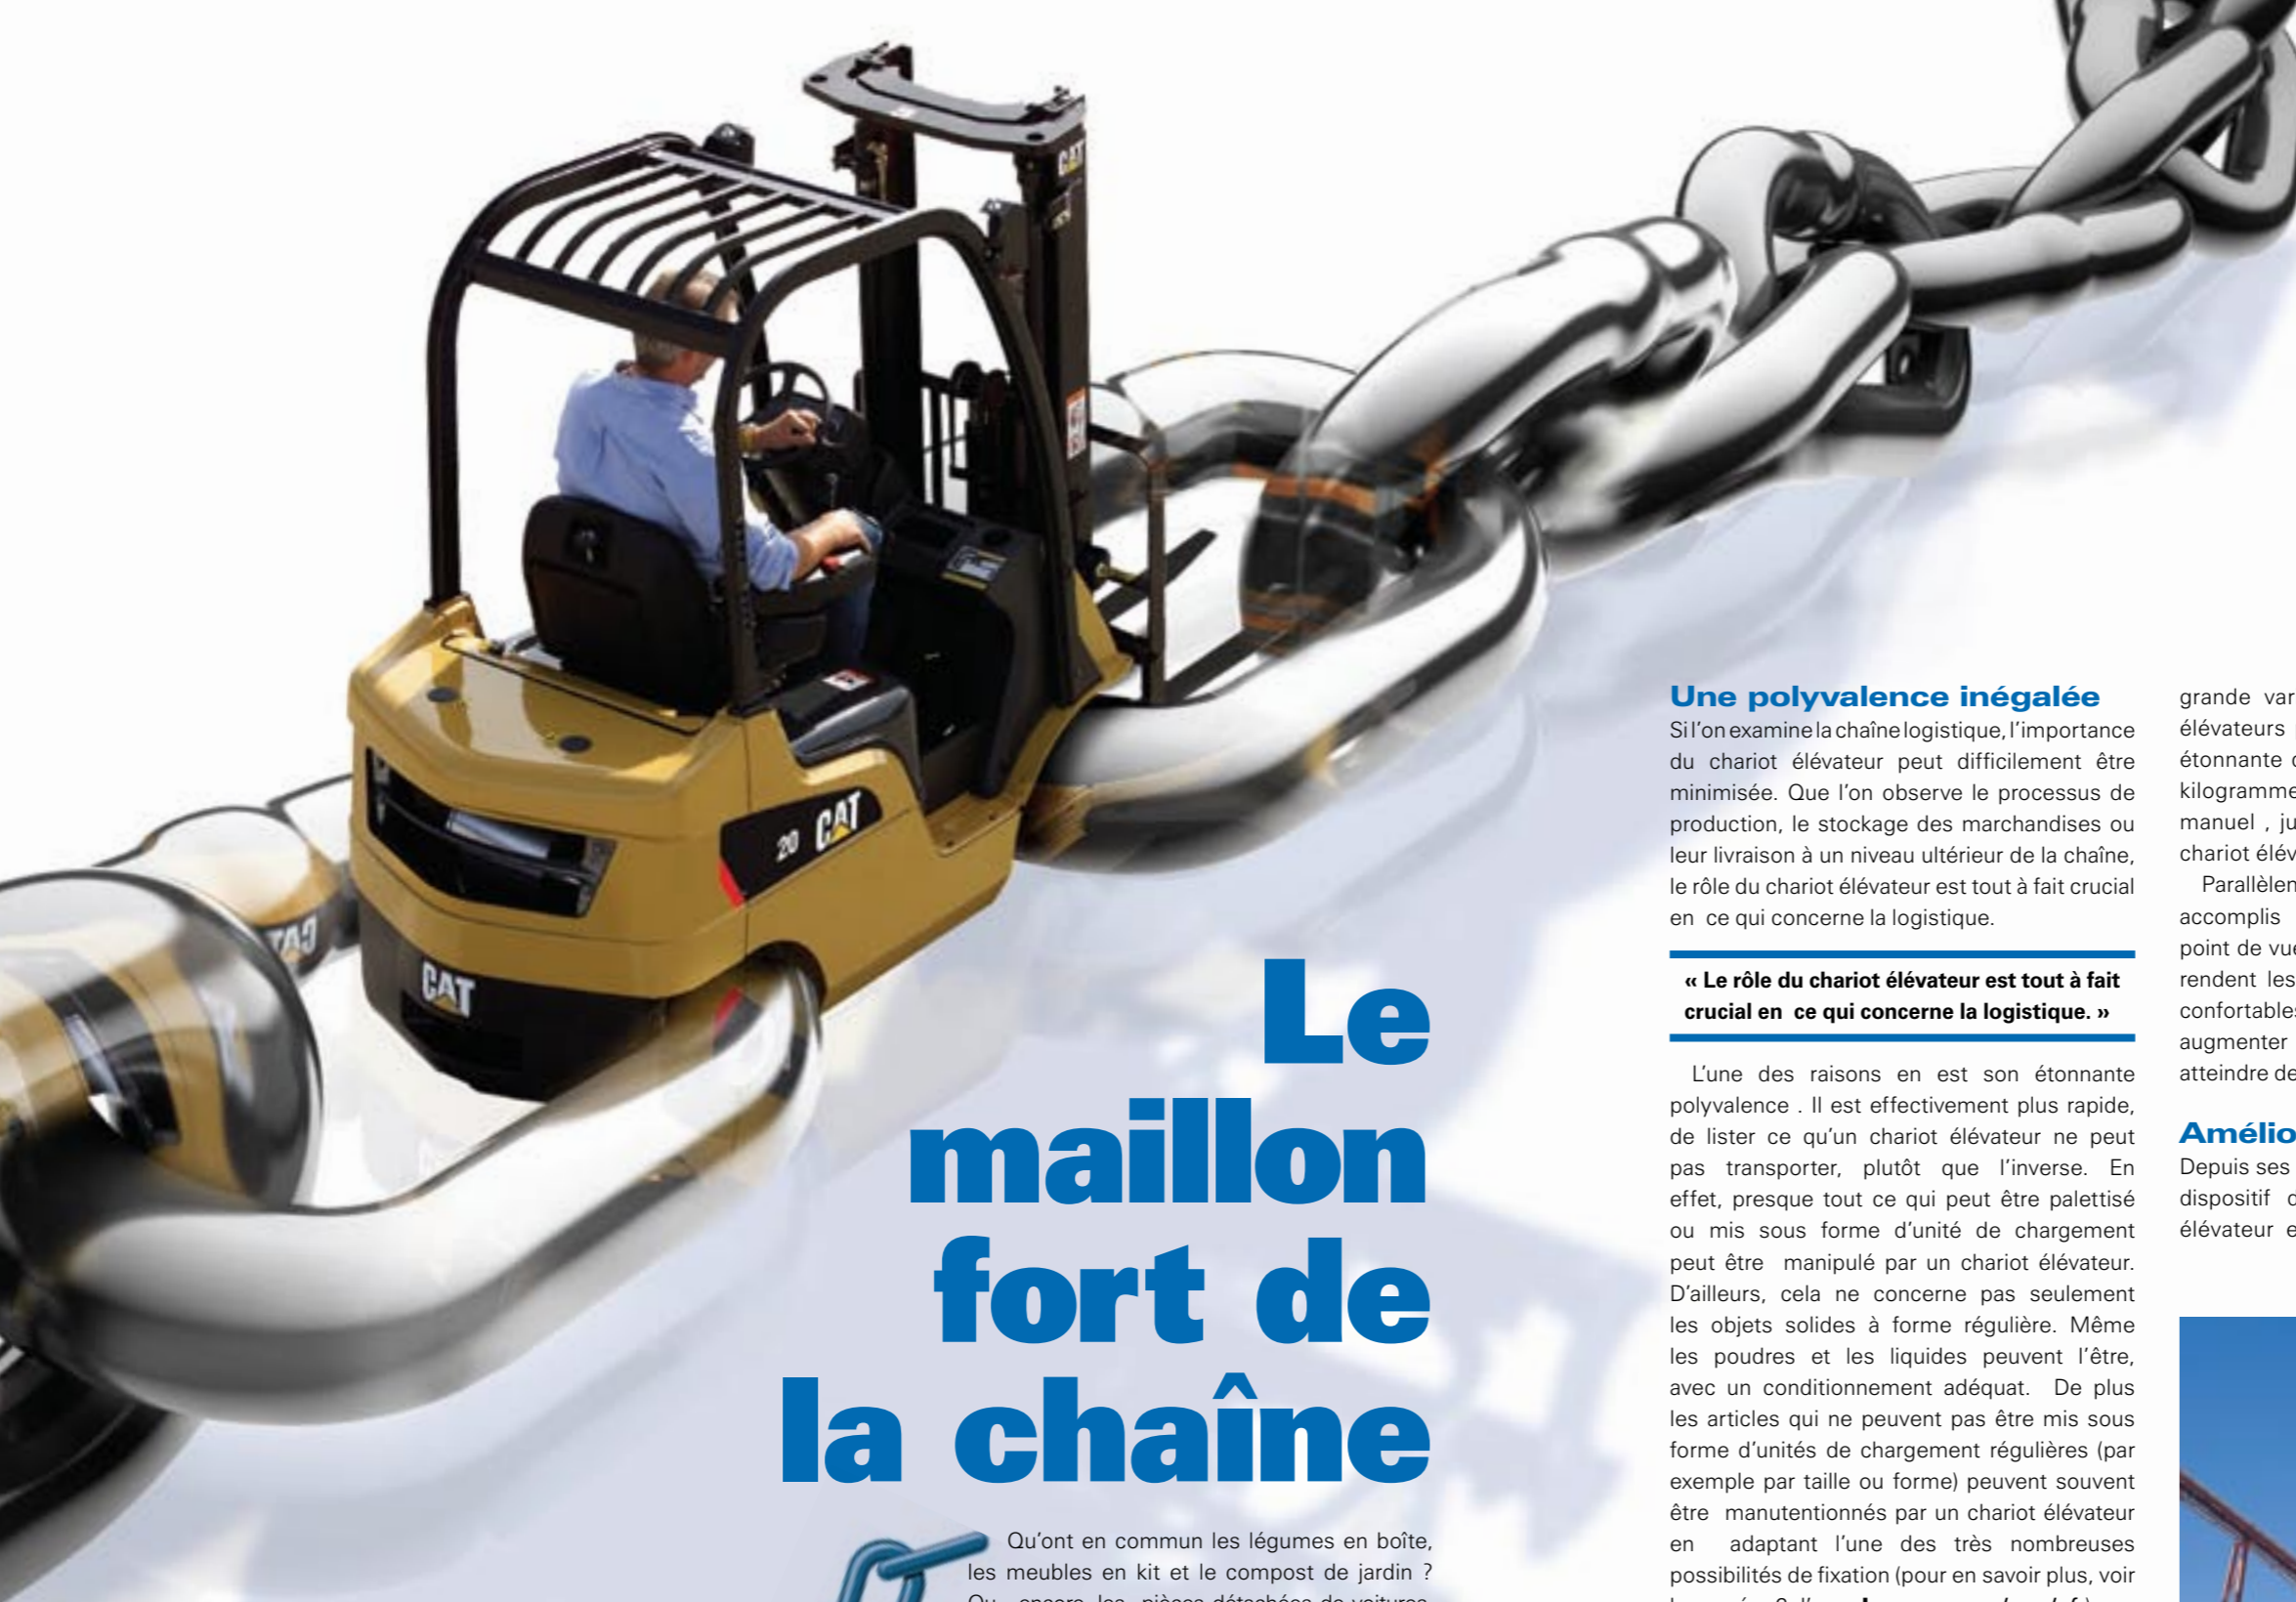 CAT
20 CAT
CAT
CAT
Le
maillon
fort de
la chaîne
Qu'ont en commun les légumes en boîte,
les meubles en kit et le compost de jardin ?
Ou encore les pièces détachées de voitures,
Une polyvalence inégalée
Si l'on examine la chaîne logistique, l'importance
du chariot élévateur peut difficilement être
minimisée. Que l'on observe le processus de
production, le stockage des marchandises ou
leur livraison à un niveau ultérieur de la chaîne,
le rôle du chariot élévateur est tout à fait crucial
en ce qui concerne la logistique.
« Le rôle du chariot élévateur est tout à fait
crucial en ce qui concerne la logistique. »
L'une des raisons en est son étonnante
polyvalence . Il est effectivement plus rapide,
de lister ce qu'un chariot élévateur ne peut
pas transporter, plutôt que l'inverse. En
effet, presque tout ce qui peut être palettisé
ou mis sous forme d'unité de chargement
peut être manipulé par un chariot élévateur.
D'ailleurs, cela ne concerne pas seulement
les objets solides à forme régulière. Même
les poudres et les liquides peuvent l'être,
avec un conditionnement adéquat. De plus
les articles qui ne peuvent pas être mis sous
forme d'unités de chargement régulières (par
exemple par taille ou forme) peuvent souvent
être manutentionnés par un chariot élévateur
en adaptant l'une des très nombreuses
possibilités de fixation (pour en savoir plus, voir
grande var
élévateurs
étonnante
kilogramme
manuel , ju
chariot élév
Parallèlem
accomplis
point de vue
rendent les
confortables
augmenter
atteindre de
Amélio
Depuis ses
dispositif d
élévateur e